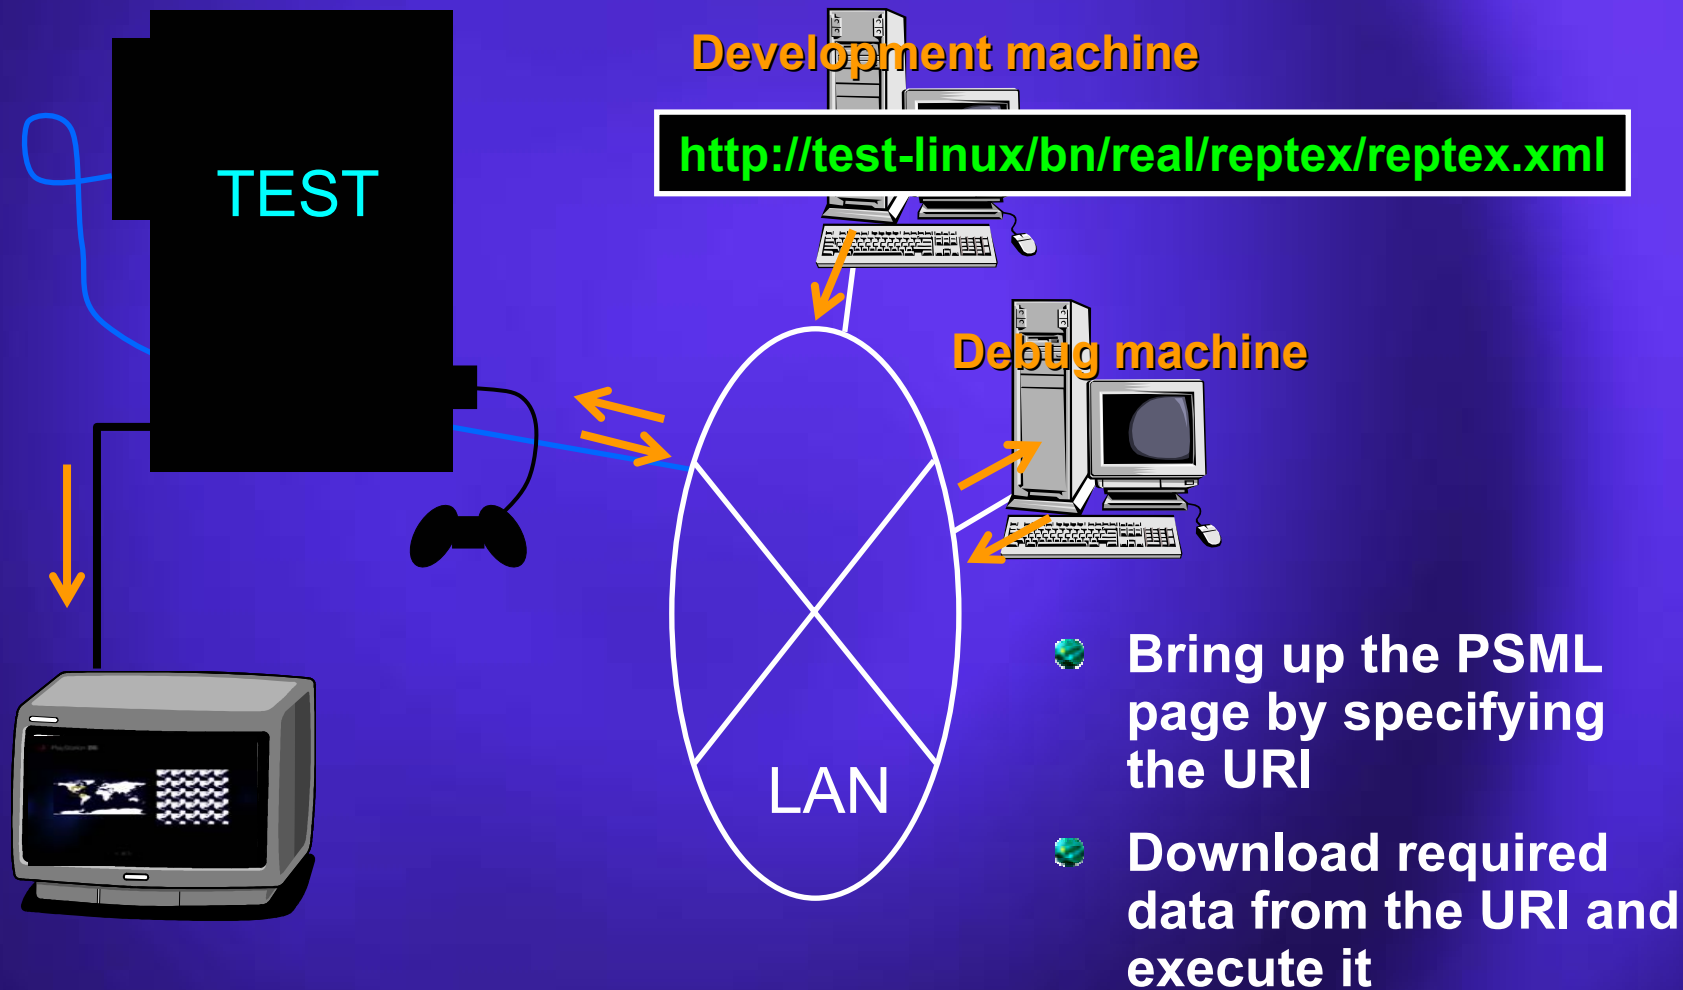 Development machine
http://test-linux/bn/real/reptex/reptex.xml
TEST
Debug machine
LAN
Bring up the PSML
page by specifying
the URI
Download required
data from the URI and
execute it